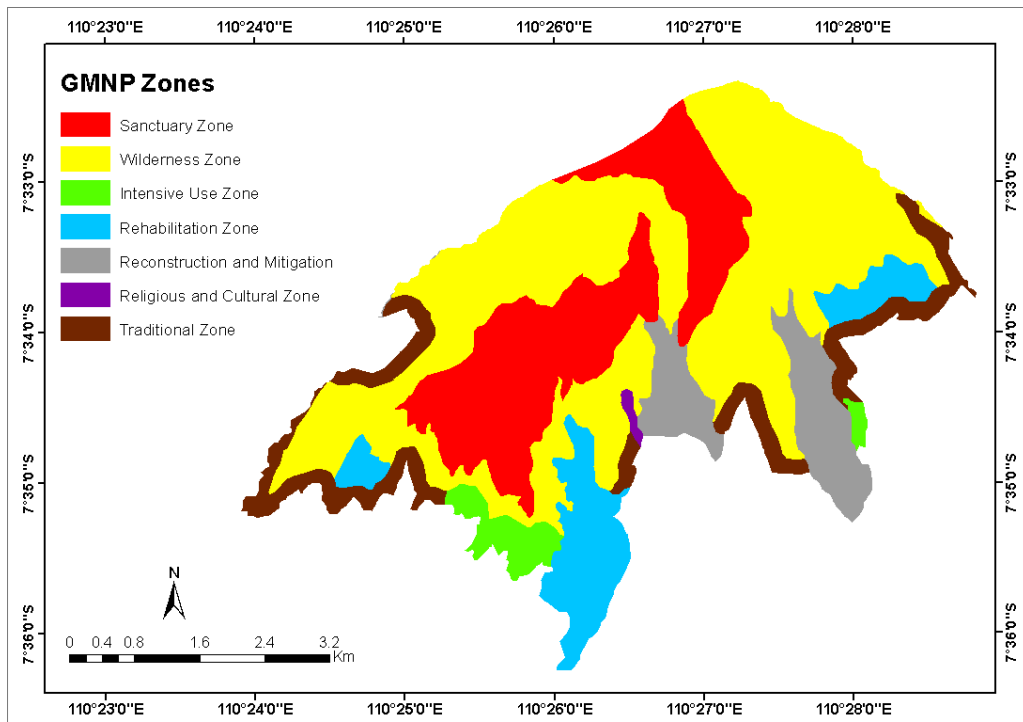 110°23'0"E 110°24'0"E 110°25'0"E 110°26'0"E 110°27'0"E 110°28'0"E
GMNP Zones
Sanctuary Zone
Wilderness Zone
Intensive Use Zone
Rehabilitation Zone
Reconstruction and Mitigation
Religious and Cultural Zone
Traditional Zone
7°33'0"S
7°34'0"S
7°35'0"S
7°36'0"S
7°33'0"S
7°34'0"S
7°35'0"S
7°36'0"S
N
0 0.4 0.8 1.6 2.4 3.2
Km
110°23'0"E 110°24'0"E 110°25'0"E 110°26'0"E 110°27'0"E 110°28'0"E